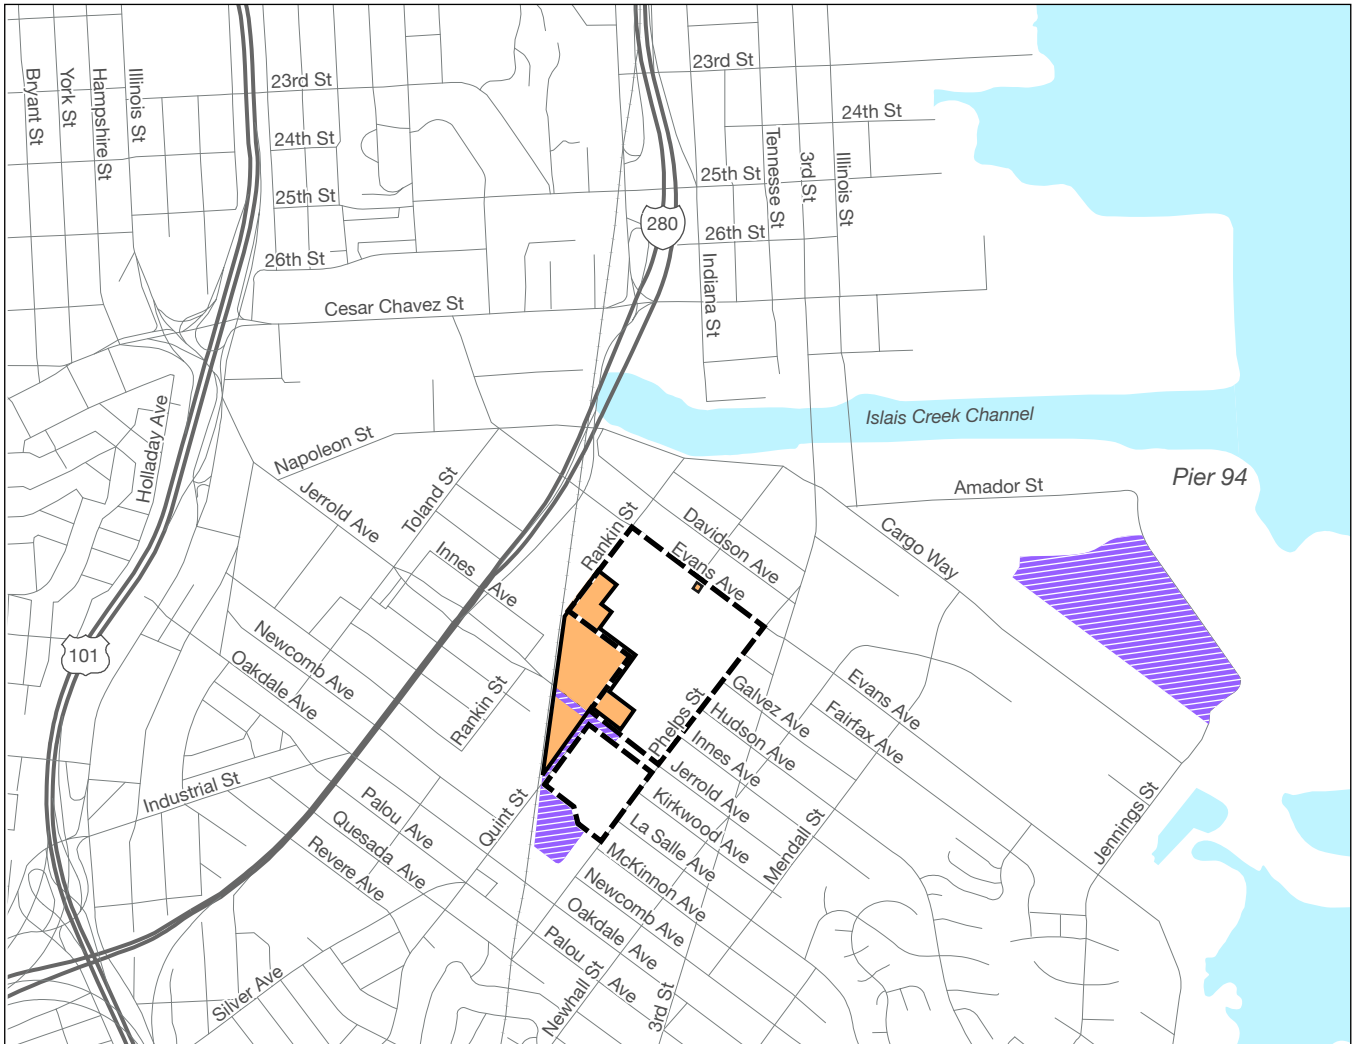 Bryant St
York St
Hampshire St
Illinois St
23rd St
24th St
25th St
26th St
Cesar Chavez St
23rd St
24th St
25th St
26th St
Tennesse St
3rd St
Illinois St
Indiana St
280
Islais Creek Channel
Pier 94
Amador St
Cargo Way
Holladay Ave
Napoleon St
Jerrold Ave
Toland St
Innes Ave
Rankin St
Davidson Ave
Evans Ave
101
Newcomb Ave
Oakdale Ave
Rankin St
Phelps St
Galvez Ave
Hudson Ave
Innes Ave
Jerrold Ave
Kirkwood Ave
La Salle Ave
McKinnon Ave
Newcomb Ave
Oakdale Ave
Palou Ave
Evans Ave
Fairfax Ave
Mendall St
Jennings St
Industrial St
Palou Ave
Quesada Ave
Revere Ave
Quint St
Silver Ave
Newhall St
3rd St